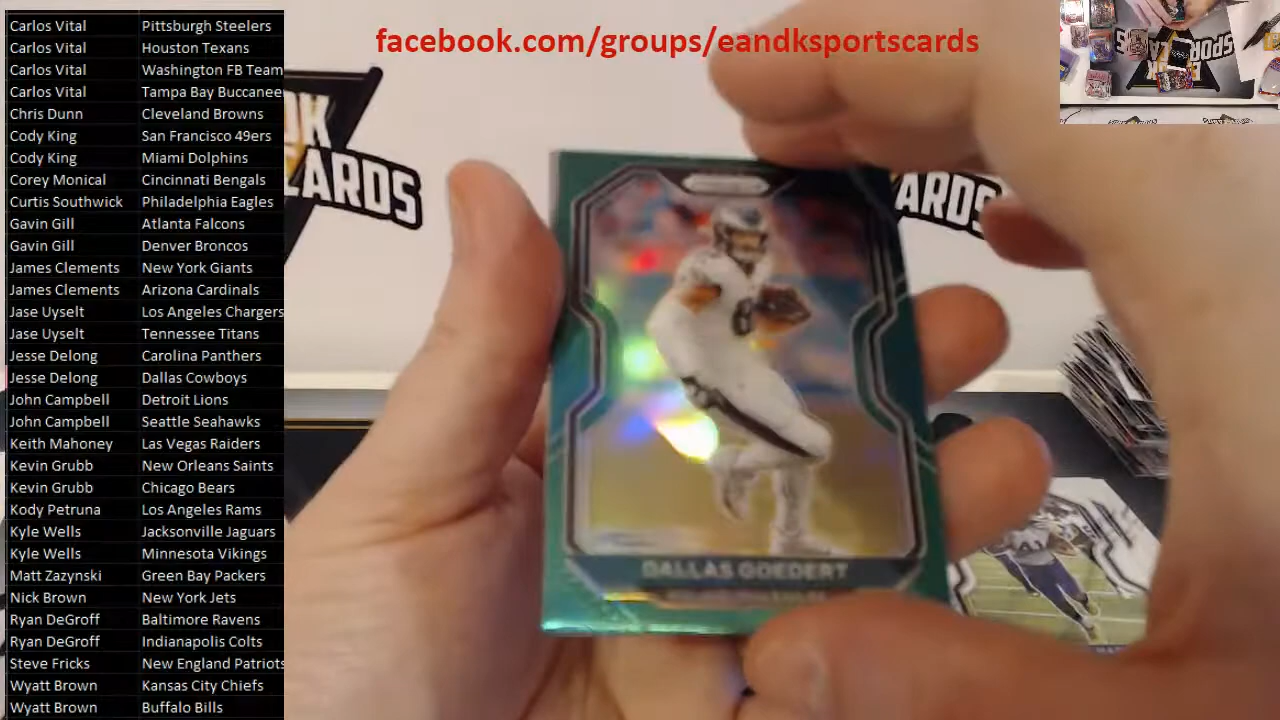 facebook.com/groups/eandksportscards
Carlos Vital Pittsburgh Steelers
Carlos Vital Houston Texans
Carlos Vital Washington FB Team
Carlos Vital Tampa Bay Buccanee
Chris Dunn Cleveland Browns
Cody King San Francisco 49ers
Cody King Miami Dolphins
Corey Monical Cincinnati Bengals
Curtis Southwick Philadelphia Eagles
Gavin Gill Atlanta Falcons
Gavin Gill Denver Broncos
James Clements New York Giants
James Clements Arizona Cardinals
Jase Uyselt Los Angeles Chargers
Jase Uyselt Tennessee Titans
Jesse Delong Carolina Panthers
Jesse Delong Dallas Cowboys
John Campbell Detroit Lions
John Campbell Seattle Seahawks
Keith Mahoney Las Vegas Raiders
Kevin Grubb New Orleans Saints
Kevin Grubb Chicago Bears
Kody Petruna Los Angeles Rams
Kyle Wells Jacksonville Jaguars
Kyle Wells Minnesota Vikings
Matt Zazynski Green Bay Packers
Nick Brown New York Jets
Ryan DeGroff Baltimore Ravens
Ryan DeGroff Indianapolis Colts
Steve Fricks New England Patriots
Wyatt Brown Kansas City Chiefs
Wyatt Brown Buffalo Bills
ARDS
ARDS
DALLAS GOEDERT